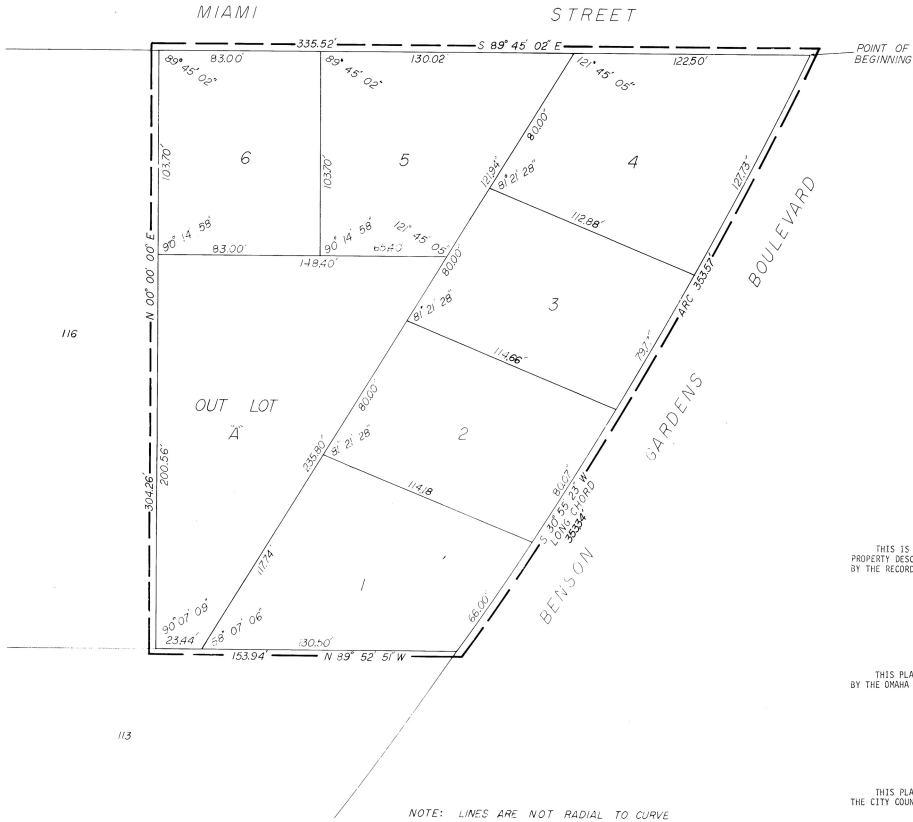 MIAMI STREET
335.52' S 89° 45' 02" E
POINT OF
BEGINNING
83.00' 130.02 122.50'
89° 45' 02" 89° 45' 02" 121° 45' 05"
103.70' 103.70' 80.00' 127.73'
6 5 4
121.94' 81° 21' 28"
112.88'
90° 14' 58" 90° 14' 58" 121° 45' 05"
83.00' 65.40'
148.40' 80.00'
N 00° 00' 00" E
ARC 353.57'
BENSON GARDENS BOULEVARD
81° 21' 28"
3
116
114.66'
OUT LOT
"A"
80.00'
2
81° 21' 28"
235.80'
80.07'
S 30° 55' 23" W
LONG CHORD
353.34'
304.26' 200.56'
114.18
117.74'
1
66.00'
90° 07' 09" 58° 07' 06"
23.44' 130.50'
153.94' N 89° 52' 51" W
113
THIS IS
PROPERTY DESC
BY THE RECORD
THIS PLA
BY THE OMAHA
THIS PLA
THE CITY COUN
NOTE: LINES ARE NOT RADIAL TO CURVE